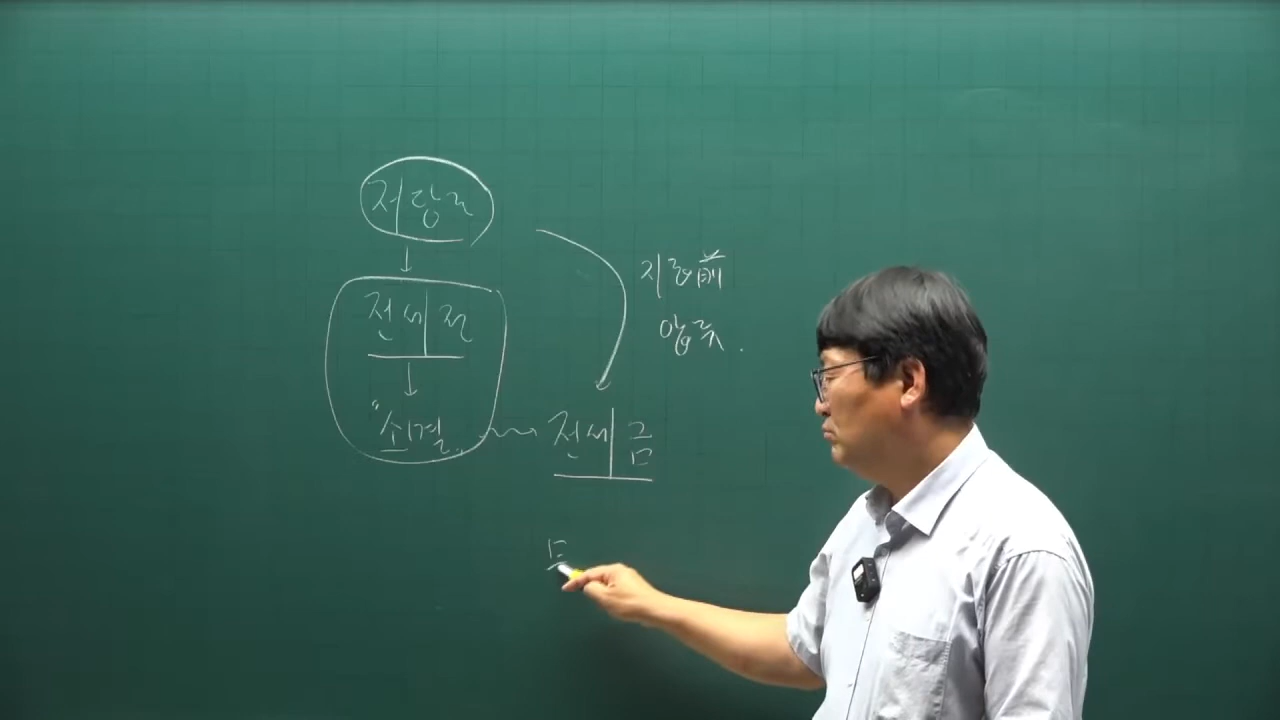 저당권
전세권
"소멸"
지급前
압류.
전세금